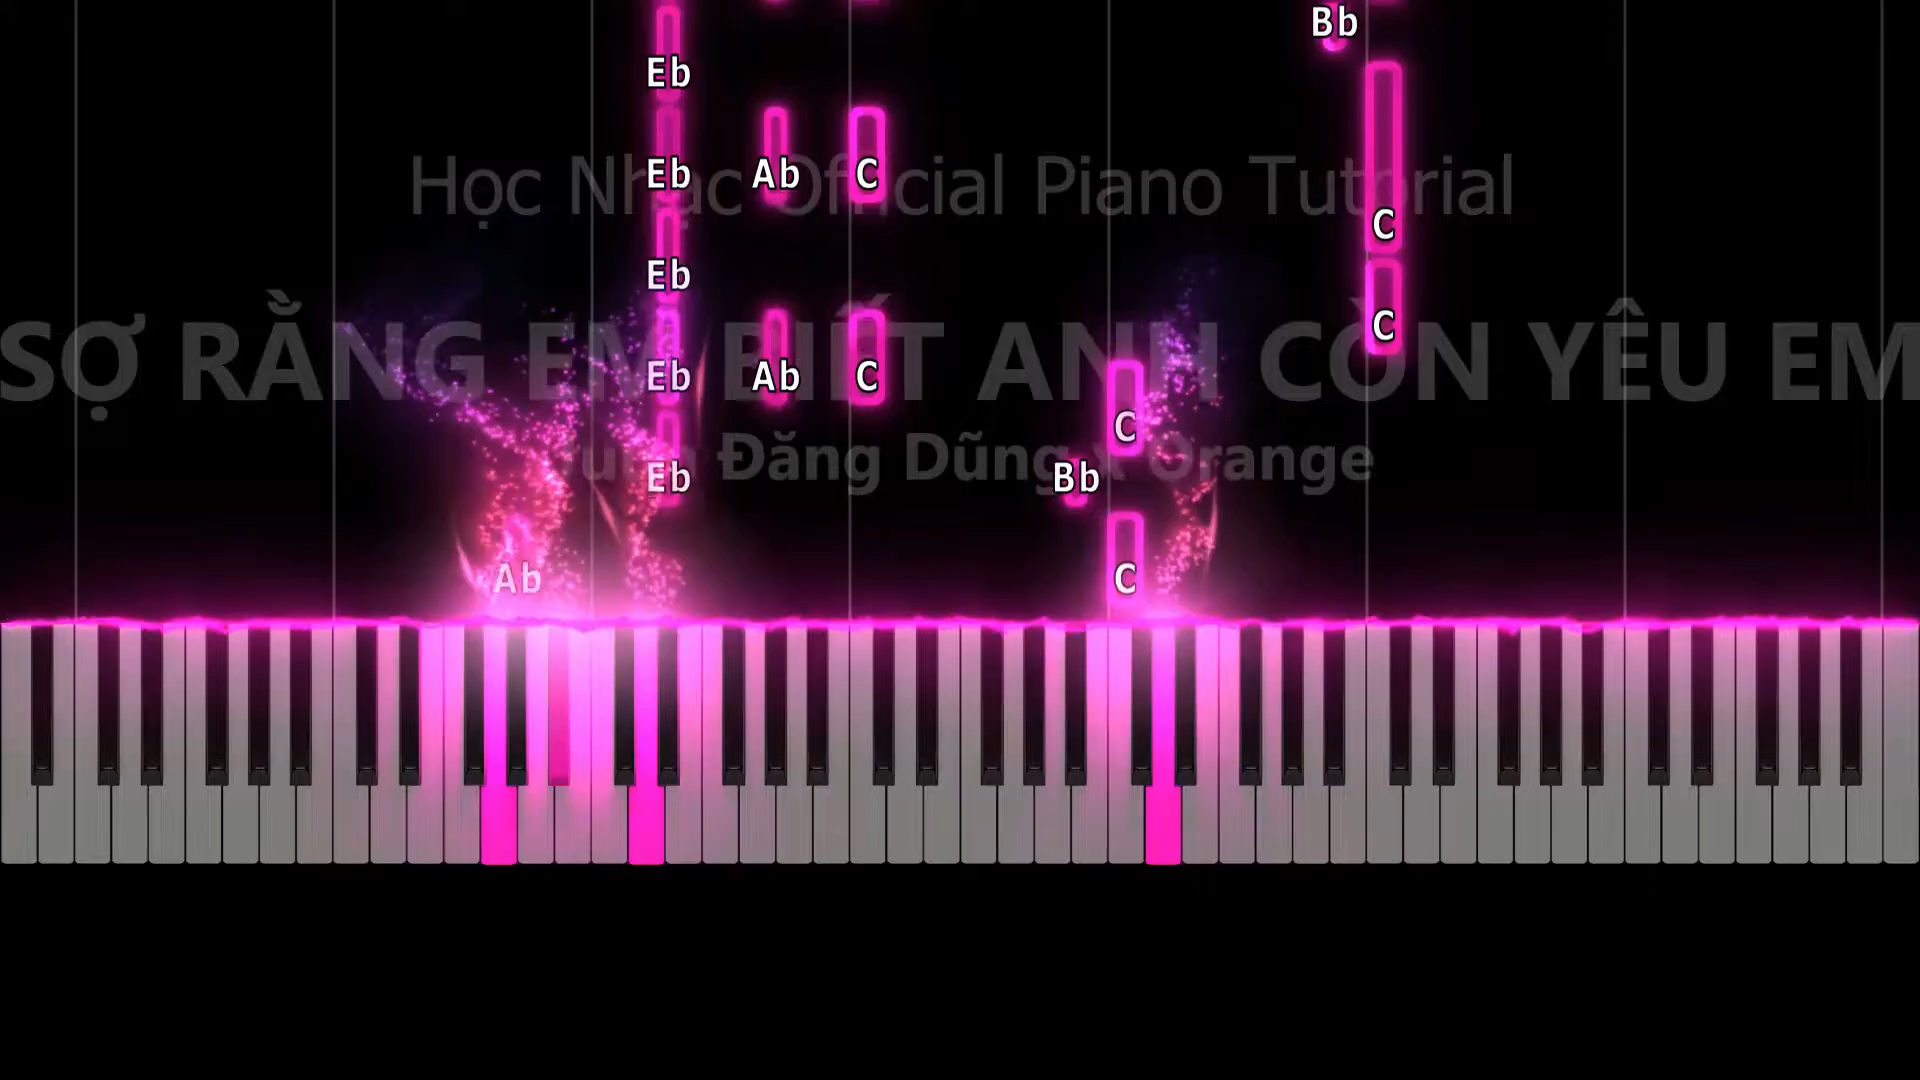 Bb
Eb
Học Nhạc Official Piano Tutorial
Eb Ab C
C
Eb
C
SỢ RẰNG EM BIẾT ANH CÒN YÊU EM
Eb Ab C
C
Đăng Dũng x Orange
Eb Bb
Ab C